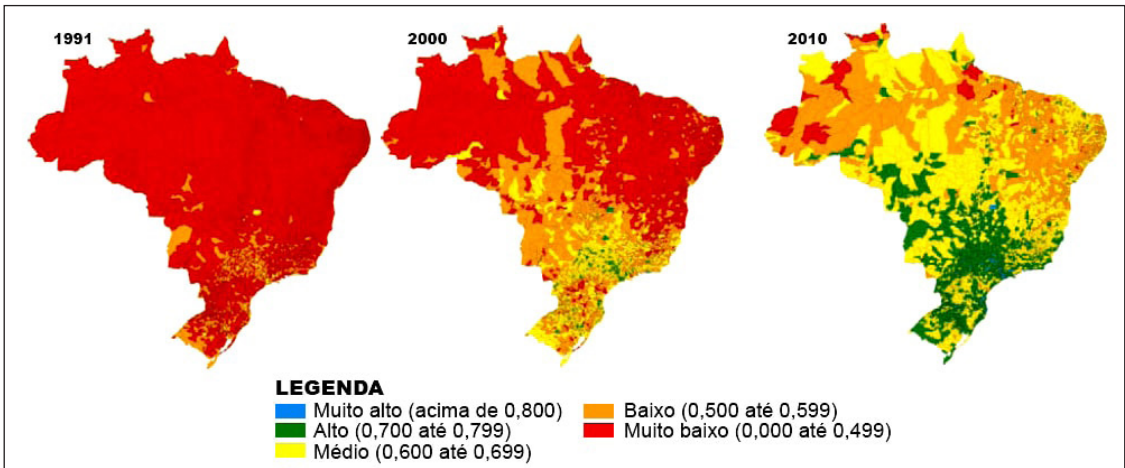 1991
2000
2010
LEGENDA
Muito alto (acima de 0,800)
Alto (0,700 até 0,799)
Médio (0,600 até 0,699)
Baixo (0,500 até 0,599)
Muito baixo (0,000 até 0,499)